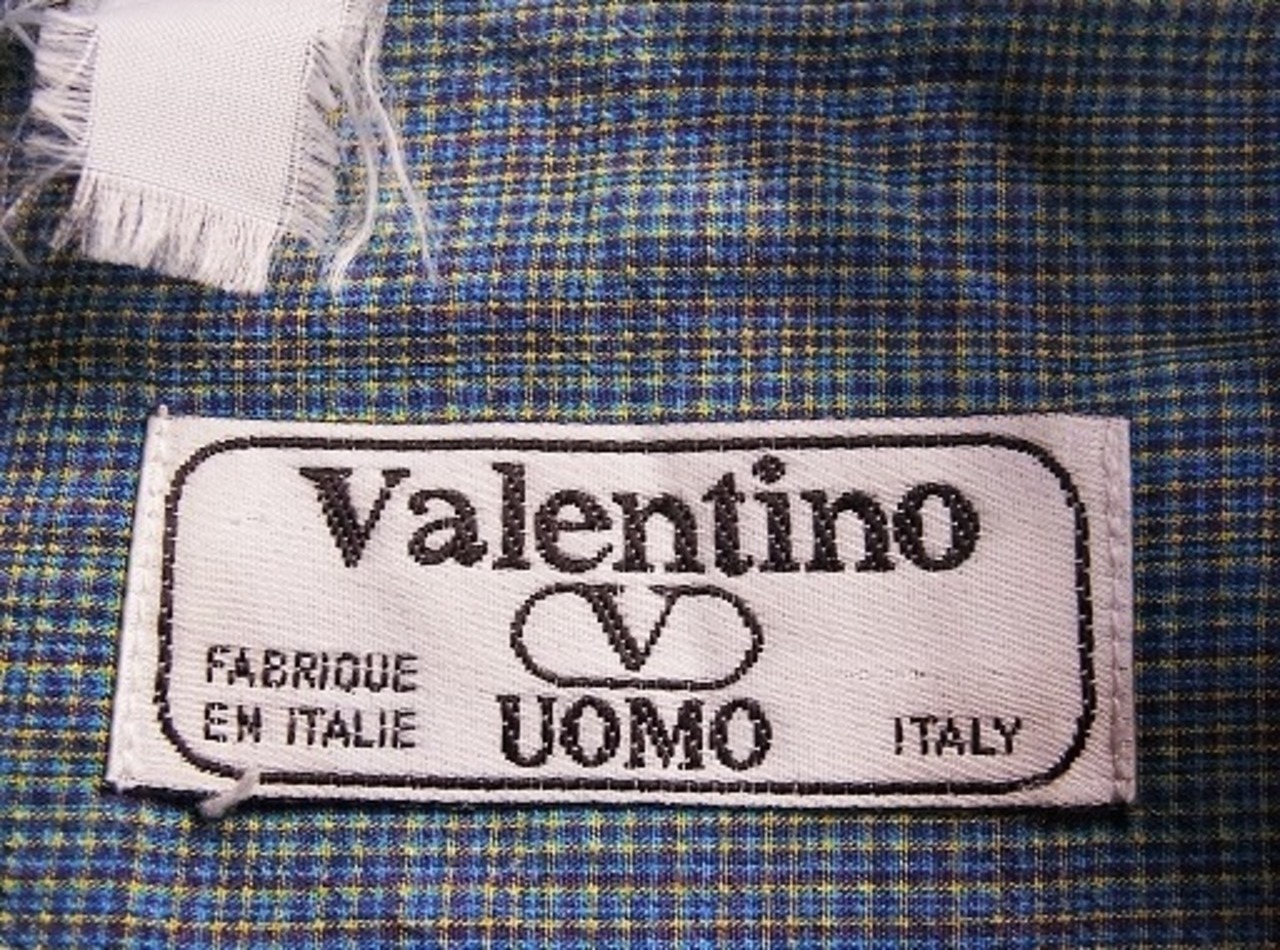 Valentino
V
UOMO
FABRIQUE
EN ITALIE
ITALY